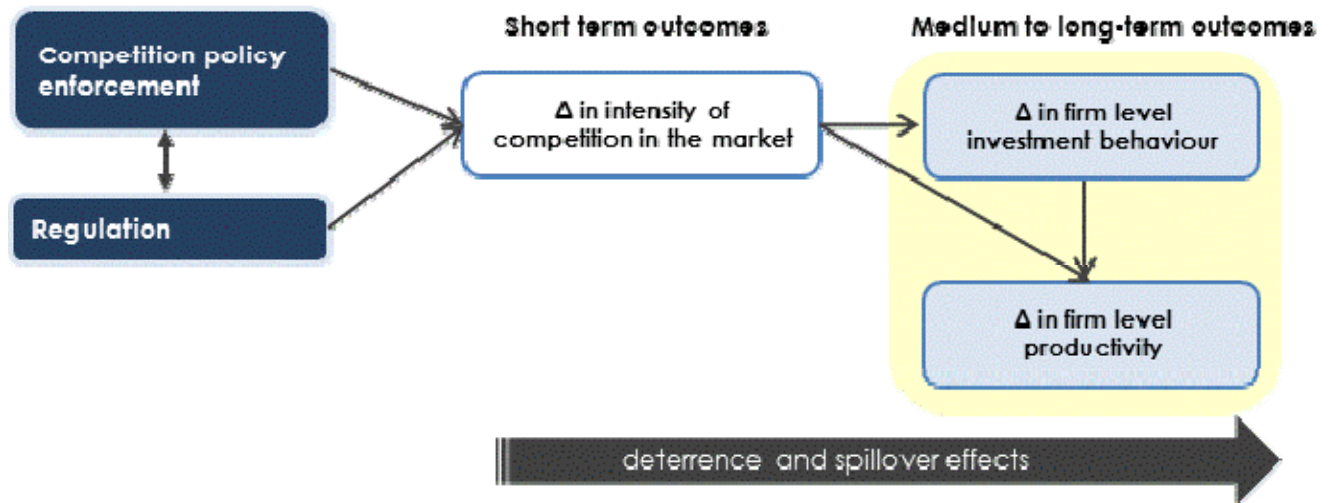 Short term outcomes
Medium to long-term outcomes
Competition policy
enforcement
Δ in intensity of
competition in the market
Δ in firm level
investment behaviour
Regulation
Δ in firm level
productivity
deterrence and spillover effects